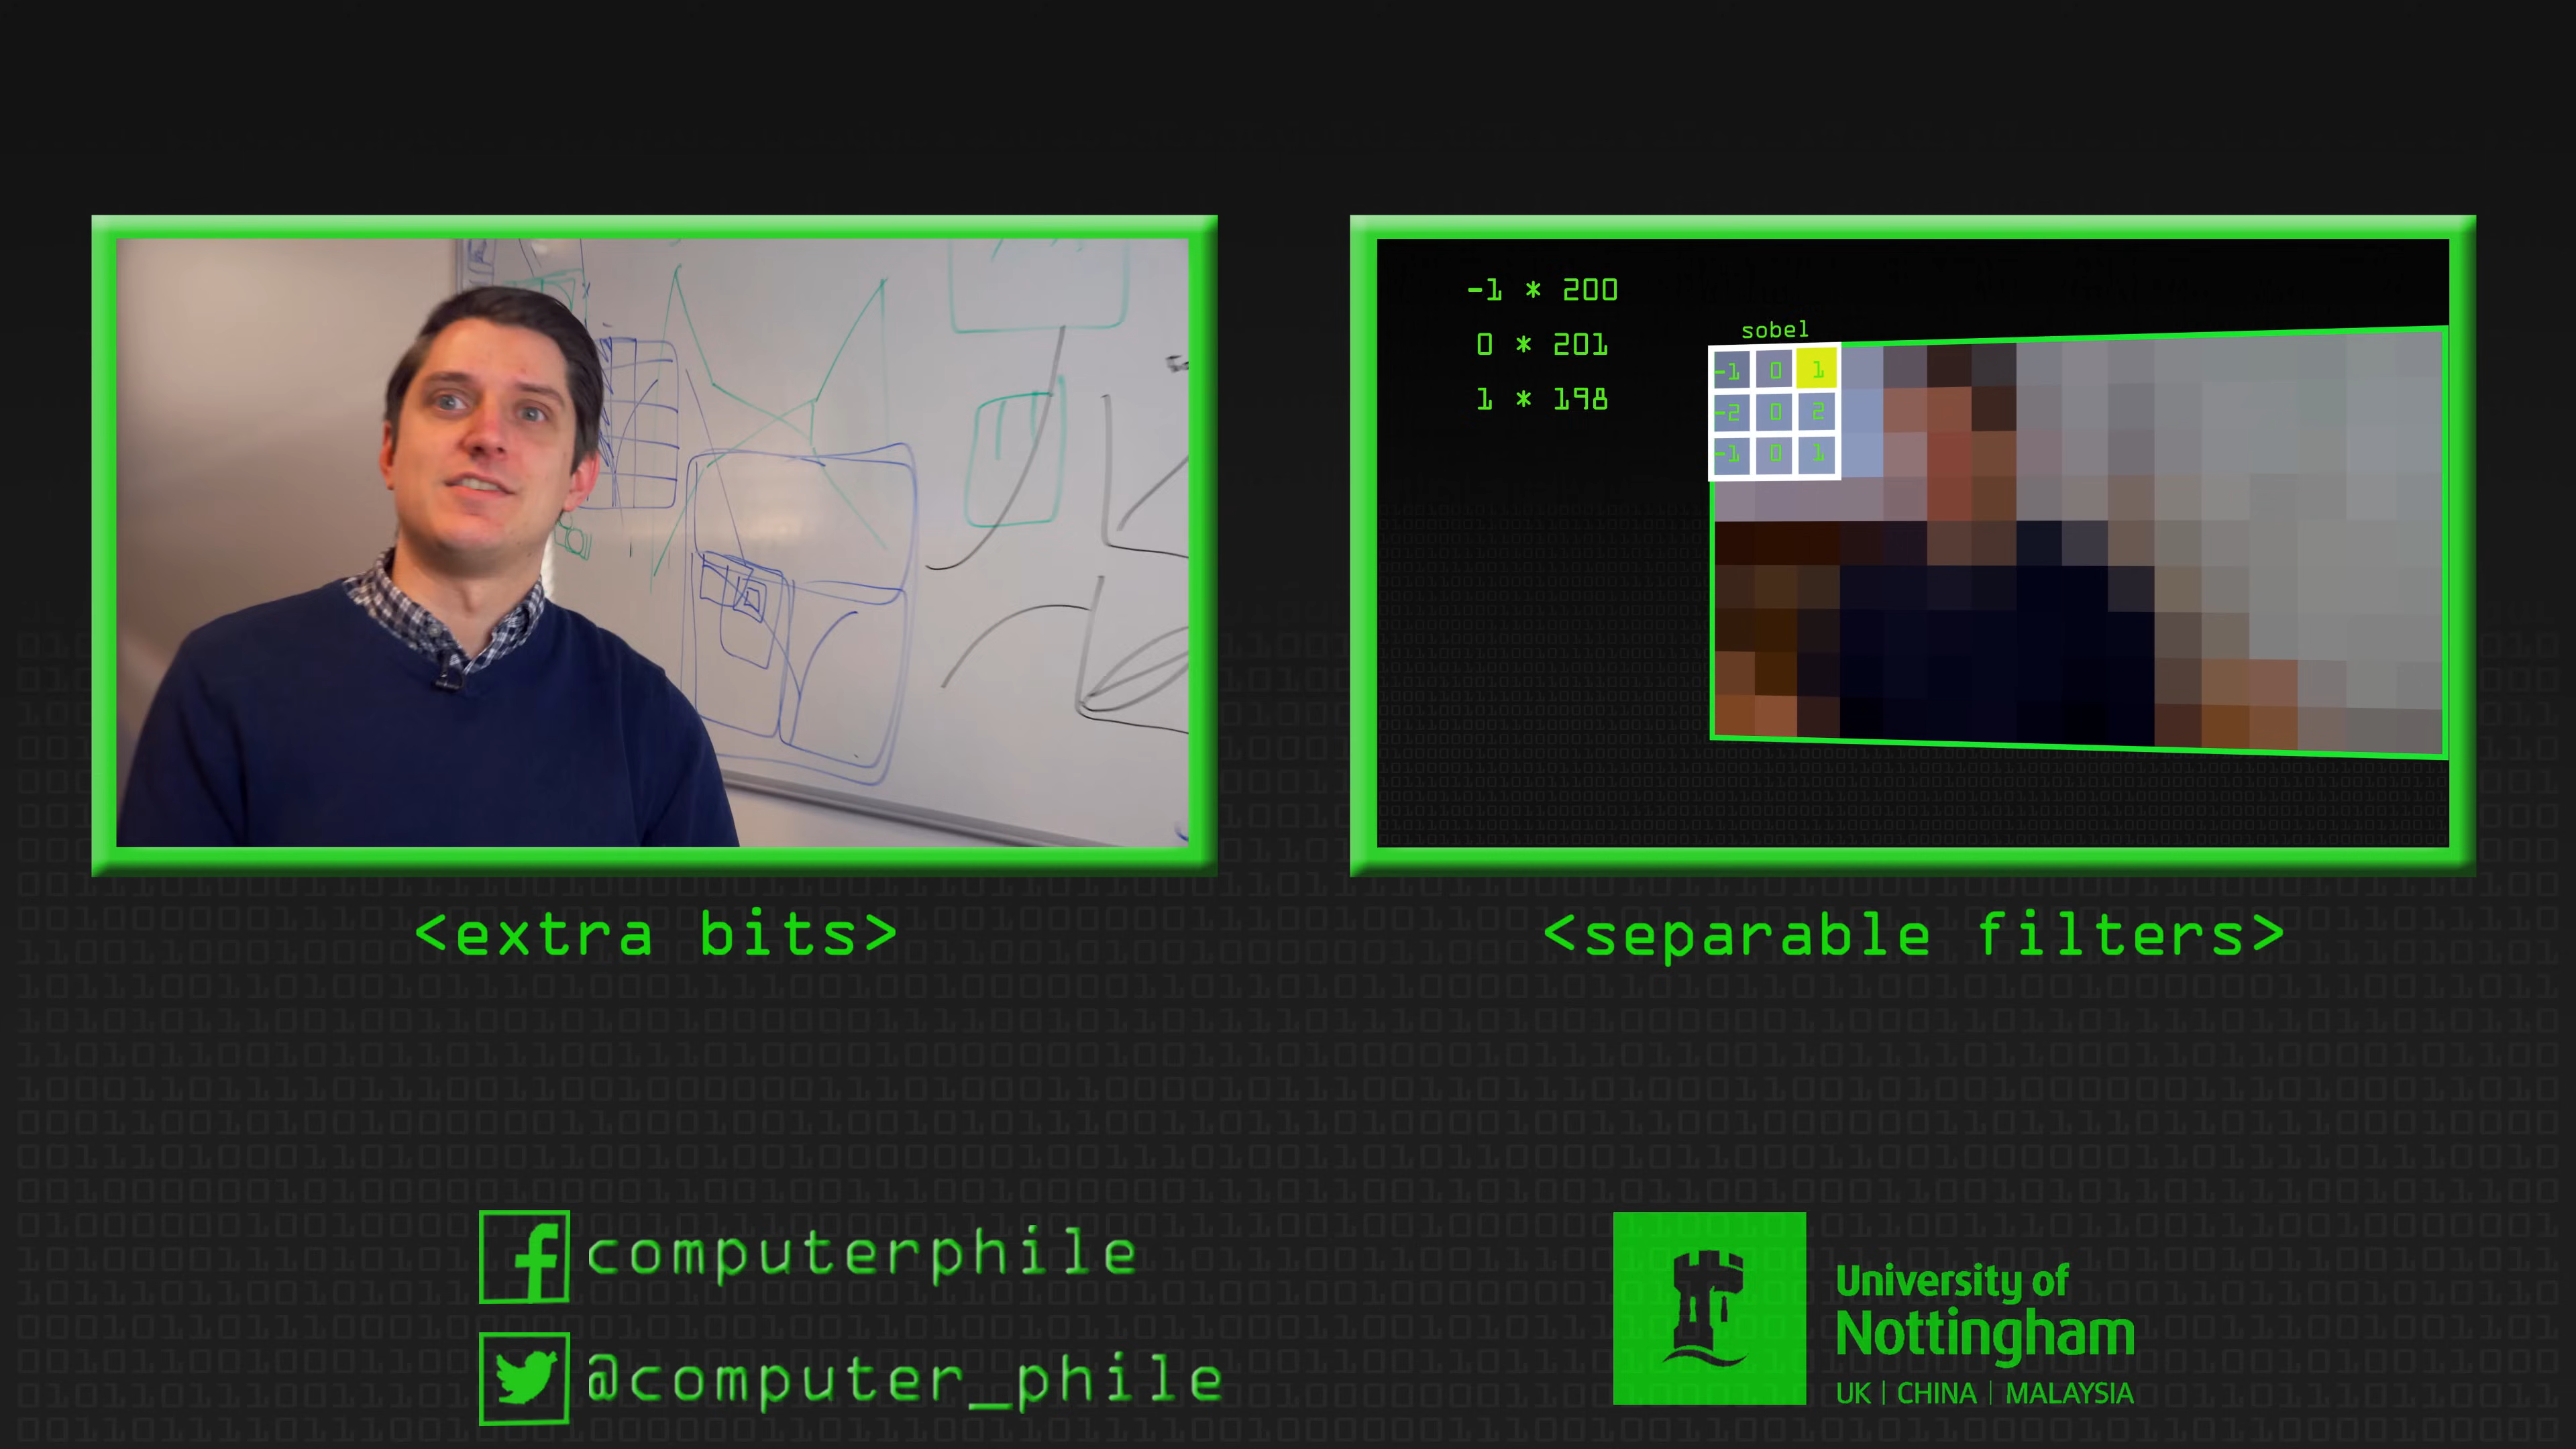 -1 * 200
0 * 201
1 * 198
sobel
-1 0 1
-2 0 2
-1 0 1
<extra bits>
<separable filters>
computerphile
@computer_phile
University of
Nottingham
UK | CHINA | MALAYSIA